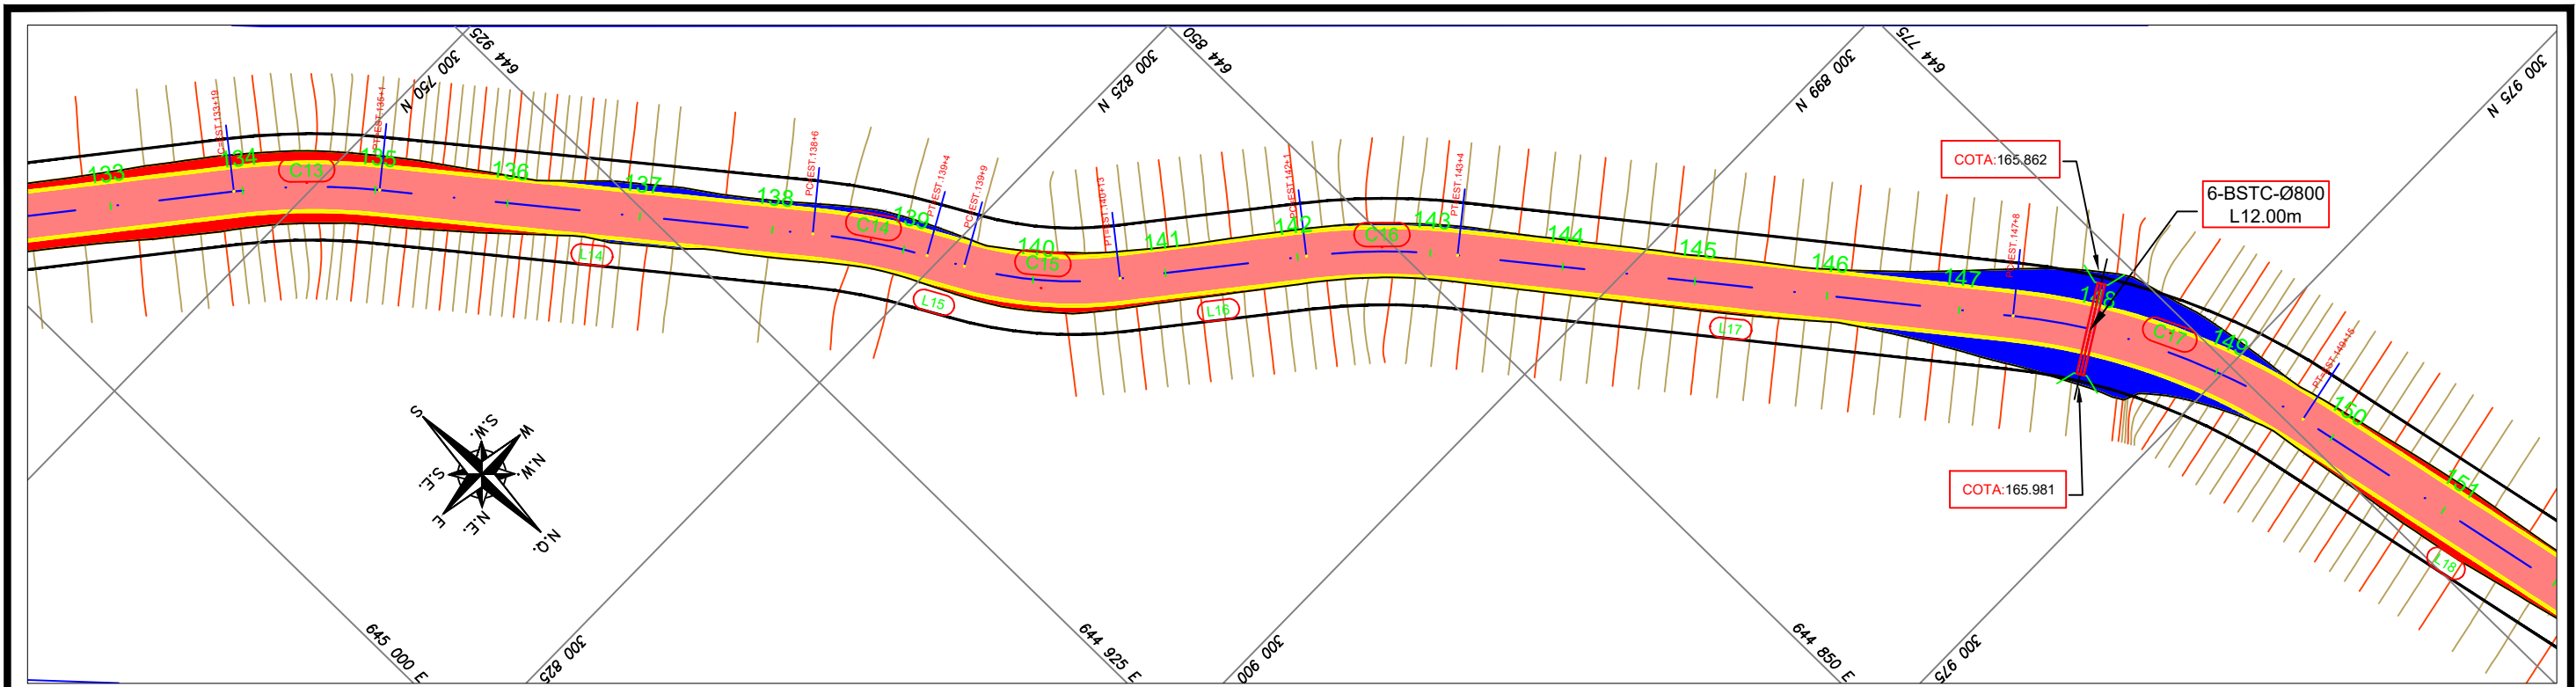 644 925
300 750 N
644 850
300 825 N
644 775
300 899 N
300 975 N
133
134
135
136
137
138
139
140
141
142
143
144
145
146
147
148
149
150
151
PT=EST.135+1
PC=EST.138+6
PT=EST.139+4
PC=EST.139+9
PT=EST.140+13
PC=EST.142+1
PT=EST.143+4
PC=EST.147+8
PT=EST.149+16
C13
C14
C15
C16
C17
L14
L15
L16
L17
L18
COTA:165.862
6-BSTC-Ø800
L12.00m
COTA:165.981
S
S.W.
W
N.W.
N.O.
N.E.
E
S.E.
645 000 E
300 825
644 925 E
300 900
644 850 E
300 975